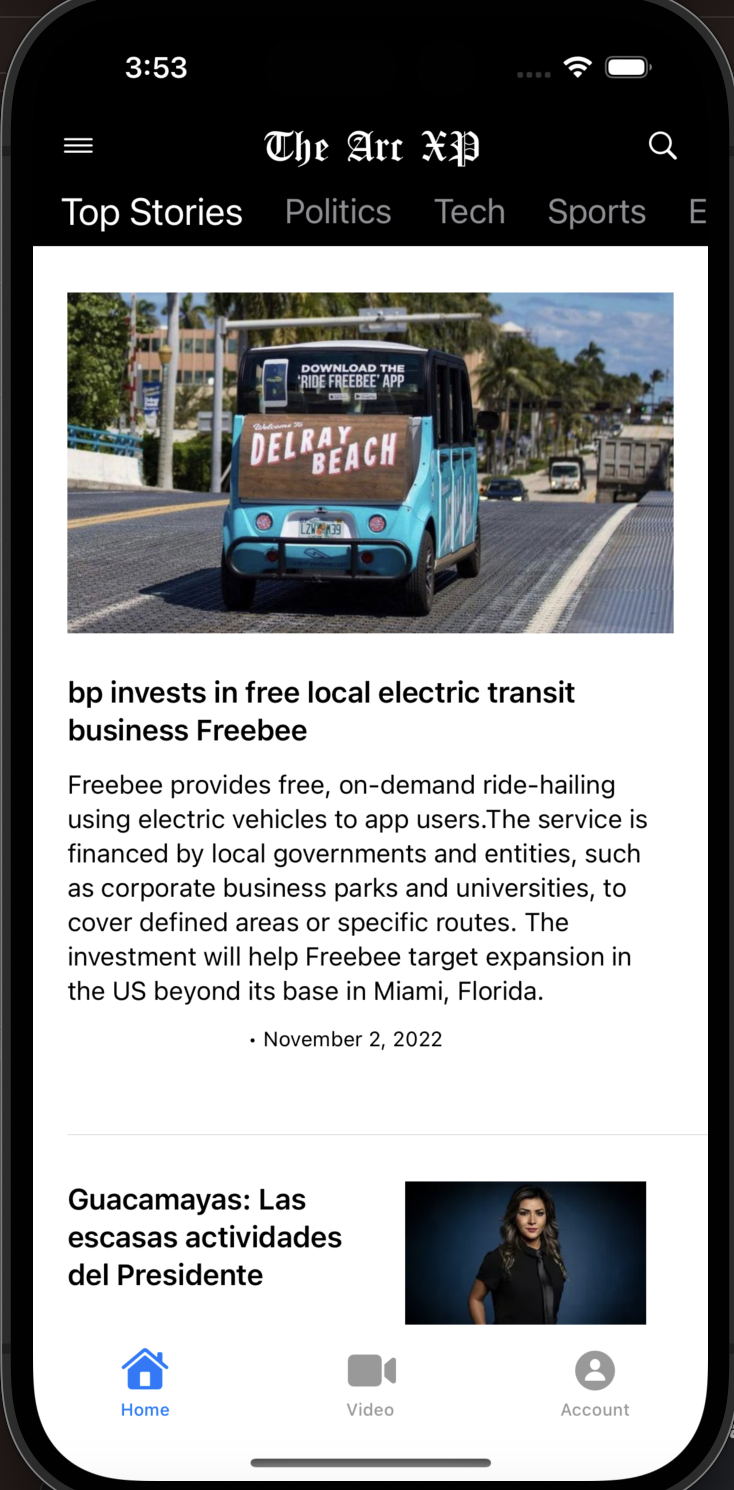 3:53
The Arc XP
Top Stories Politics Tech Sports E
DOWNLOAD THE
'RIDE FREEBEE' APP
Welcome To
DELRAY
BEACH
bp invests in free local electric transit
business Freebee
Freebee provides free, on-demand ride-hailing
using electric vehicles to app users.The service is
financed by local governments and entities, such
as corporate business parks and universities, to
cover defined areas or specific routes. The
investment will help Freebee target expansion in
the US beyond its base in Miami, Florida.
• November 2, 2022
Guacamayas: Las
escasas actividades
del Presidente
Home Video Account